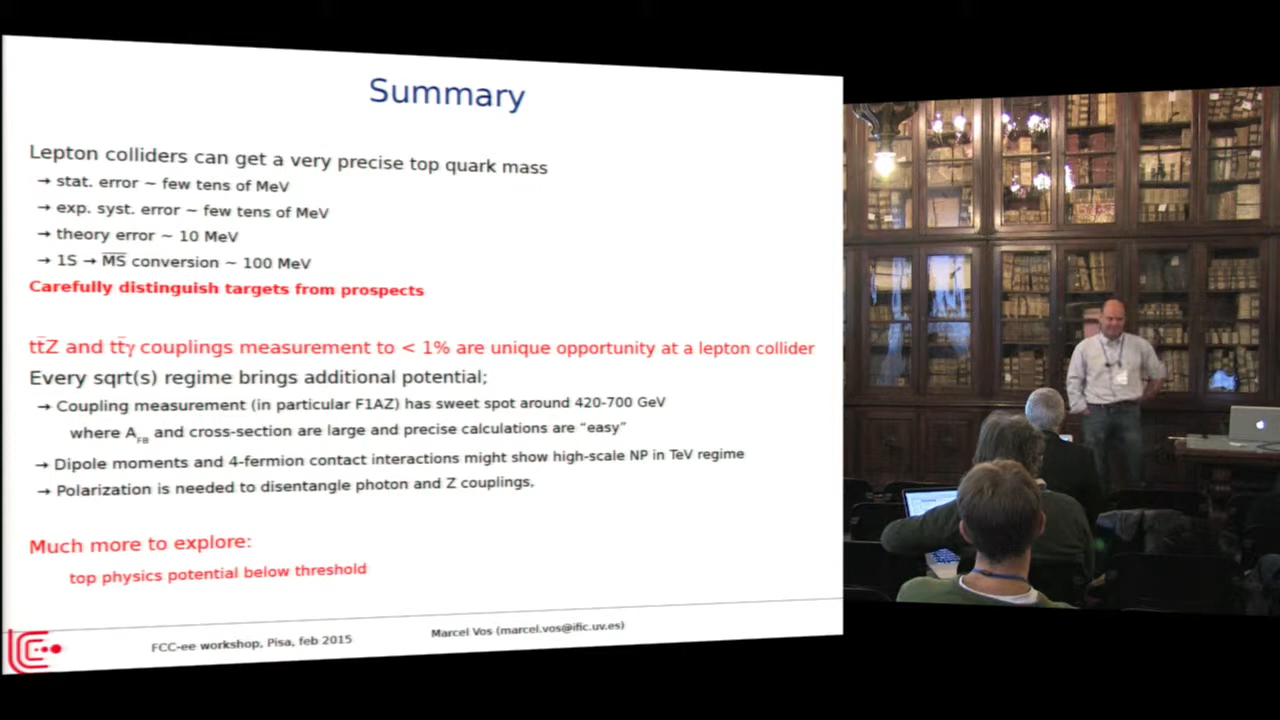 Summary
Lepton colliders can get a very precise top quark mass
→ stat. error ~ few tens of MeV
→ exp. syst. error ~ few tens of MeV
→ theory error ~ 10 MeV
→ 1S → M̅S̅ conversion ~ 100 MeV
Carefully distinguish targets from prospects
tt̅Z and tt̅γ couplings measurement to < 1% are unique opportunity at a lepton collider
Every sqrt(s) regime brings additional potential;
→ Coupling measurement (in particular F1AZ) has sweet spot around 420-700 GeV
where A_FB and cross-section are large and precise calculations are “easy”
→ Dipole moments and 4-fermion contact interactions might show high-scale NP in TeV regime
→ Polarization is needed to disentangle photon and Z couplings,
Much more to explore:
top physics potential below threshold
FCC-ee workshop, Pisa, feb 2015 Marcel Vos (marcel.vos@ific.uv.es)